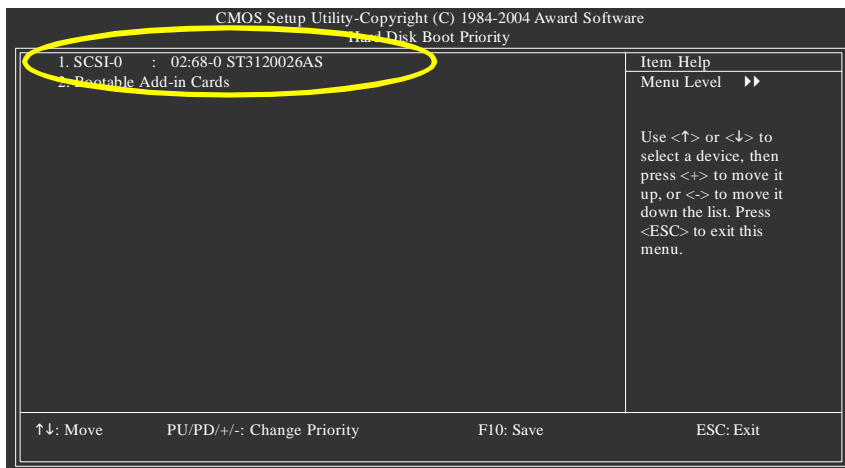 CMOS Setup Utility-Copyright (C) 1984-2004 Award Software
Hard Disk Boot Priority
1. SCSI-0 : 02:68-0 ST3120026AS
2. Bootable Add-in Cards
Item Help
Menu Level ▸▸
Use <↑> or <↓> to
select a device, then
press <+> to move it
up, or <-> to move it
down the list. Press
<ESC> to exit this
menu.
↑↓: Move PU/PD/+/-: Change Priority F10: Save ESC: Exit